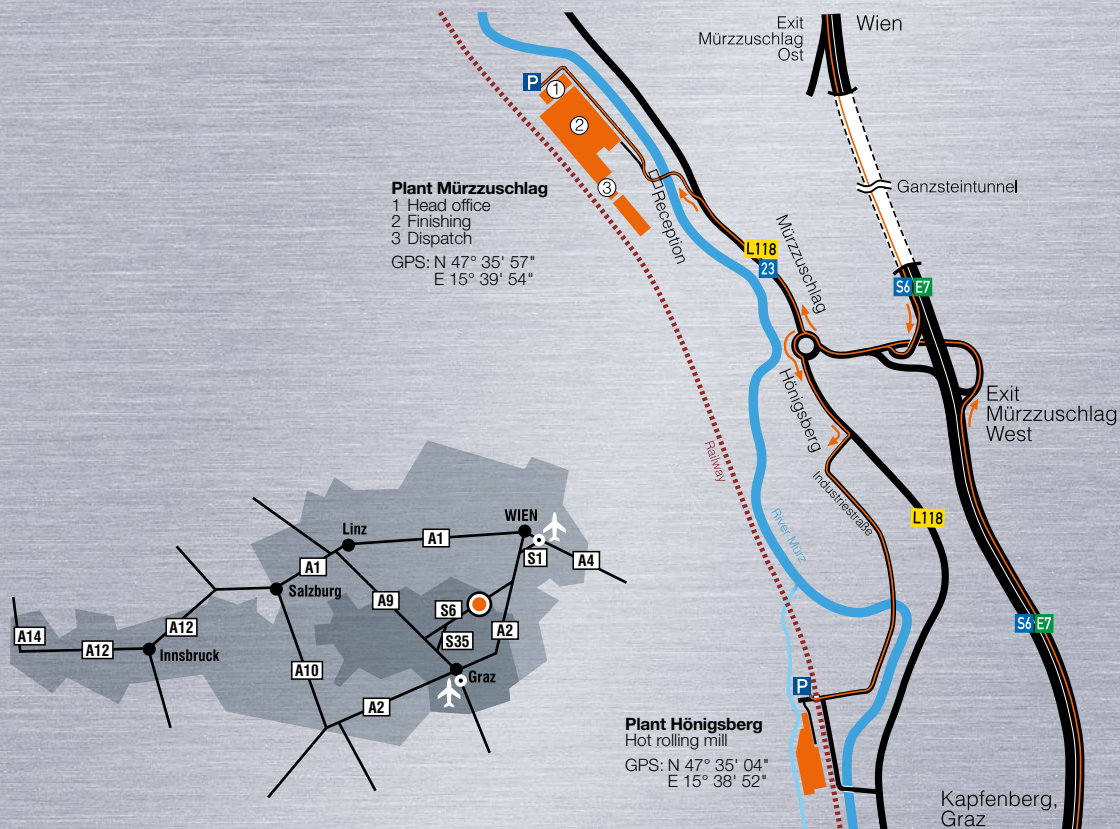 Exit
Mürzzuschlag
Ost
Wien
P
1
2
3
Plant Mürzzuschlag
1 Head office
2 Finishing
3 Dispatch
GPS: N 47° 35' 57"
E 15° 39' 54"
Reception
Ganzsteintunnel
L118
23
Mürzzuschlag
S6 E7
Hönigsberg
Exit
Mürzzuschlag
West
Railway
Industriestraße
River Mürz
L118
S6 E7
P
Plant Hönigsberg
Hot rolling mill
GPS: N 47° 35' 04"
E 15° 38' 52"
Kapfenberg,
Graz
Linz
A1
WIEN
S1
A4
A1
Salzburg
A9
S6
S35
A2
A14
A12
A12
Innsbruck
A10
Graz
A2